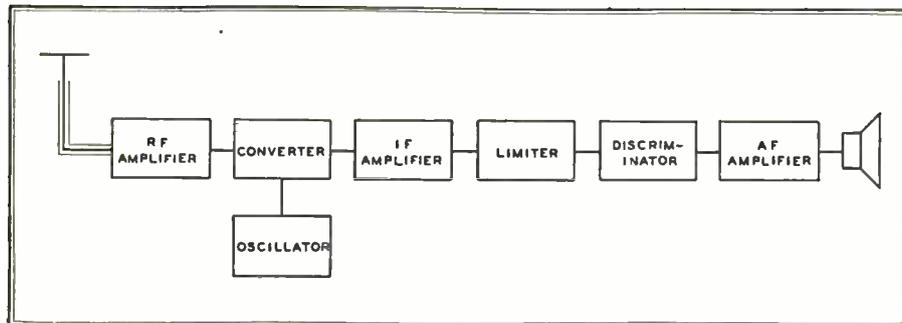 RF
AMPLIFIER
CONVERTER
IF
AMPLIFIER
LIMITER
DISCRIM-
INATOR
AF
AMPLIFIER
OSCILLATOR